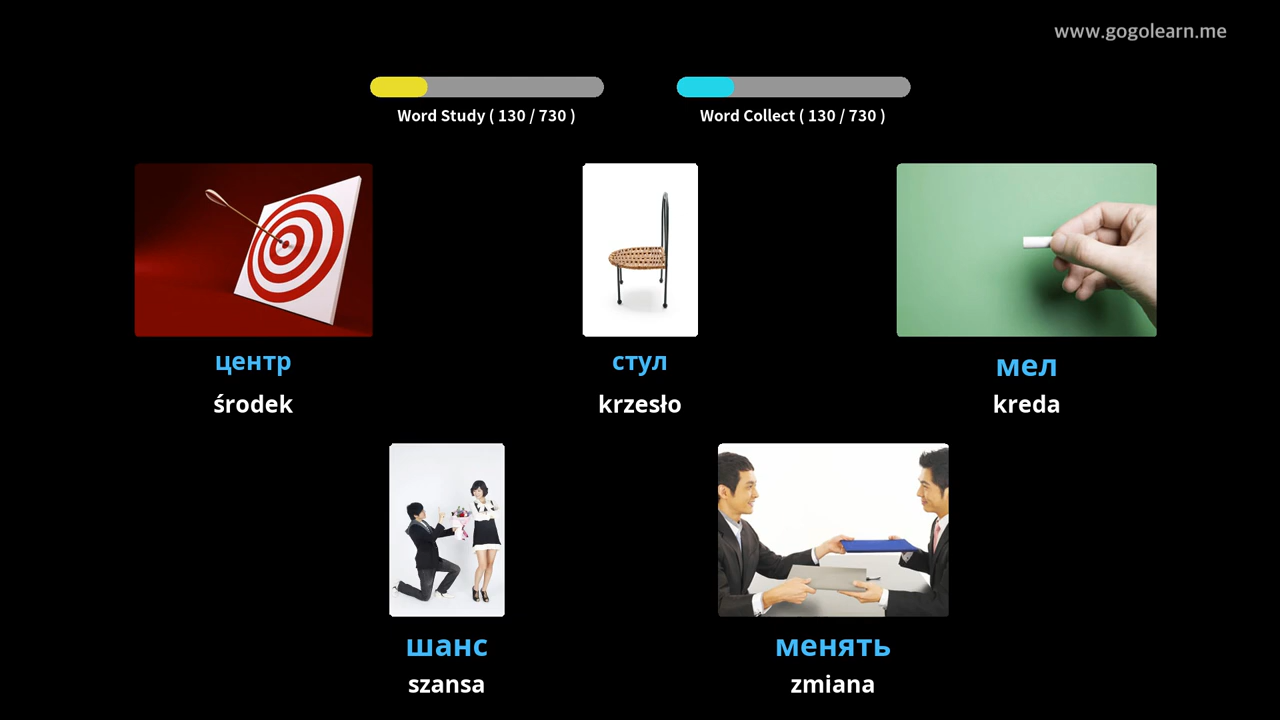 www.gogolearn.me
Word Study ( 130 / 730 )
Word Collect ( 130 / 730 )
центр
środek
стул
krzesło
мел
kreda
шанс
szansa
менять
zmiana